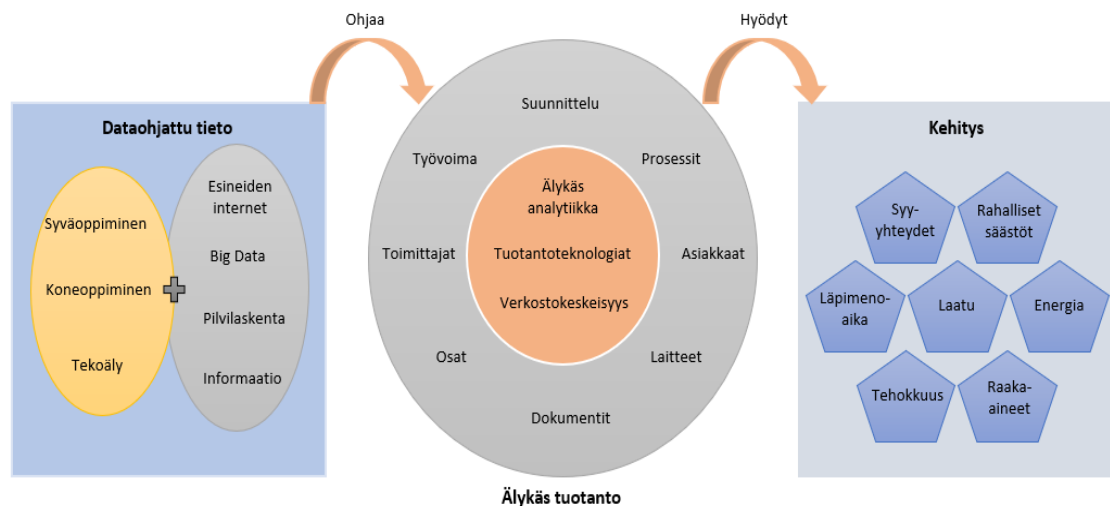 Ohjaa
Hyödyt
Dataohjattu tieto
Syväoppiminen
Koneoppiminen
Tekoäly
Esineiden
internet
Big Data
Pilvilaskenta
Informaatio
Suunnittelu
Työvoima
Prosessit
Toimittajat
Asiakkaat
Osat
Laitteet
Dokumentit
Älykäs
analytiikka
Tuotantoteknologiat
Verkostokeskeisyys
Älykäs tuotanto
Kehitys
Syy-
yhteydet
Rahalliset
säästöt
Läpimeno-
aika
Laatu
Energia
Tehokkuus
Raaka-
aineet